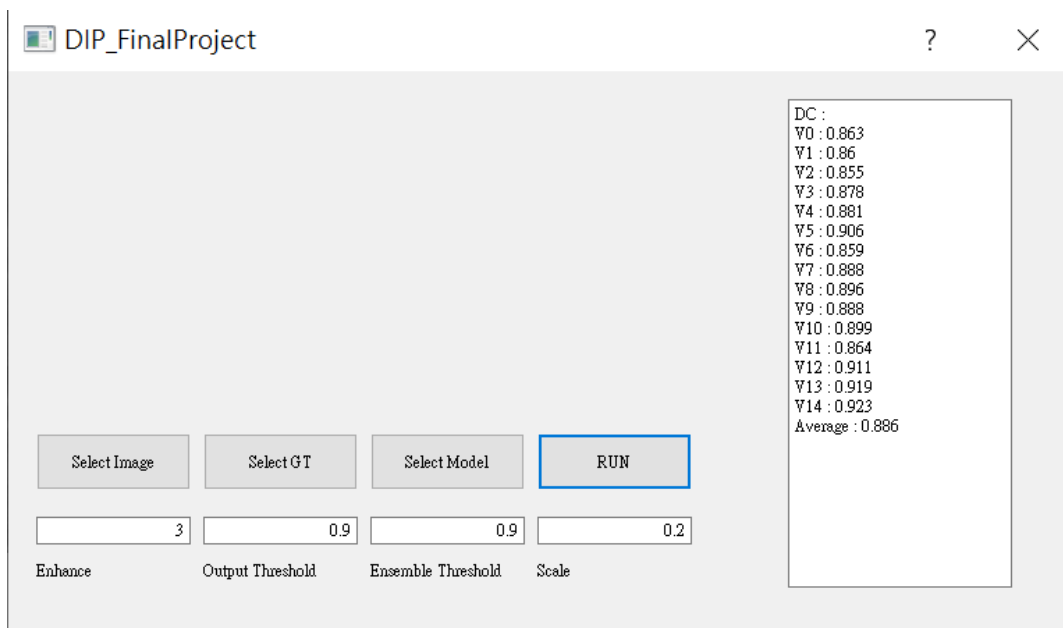 DIP_FinalProject
?
DC :
V0 : 0.863
V1 : 0.86
V2 : 0.855
V3 : 0.878
V4 : 0.881
V5 : 0.906
V6 : 0.859
V7 : 0.888
V8 : 0.896
V9 : 0.888
V10 : 0.899
V11 : 0.864
V12 : 0.911
V13 : 0.919
V14 : 0.923
Average : 0.886
Select Image Select GT Select Model RUN
3 0.9 0.9 0.2
Enhance Output Threshold Ensemble Threshold Scale